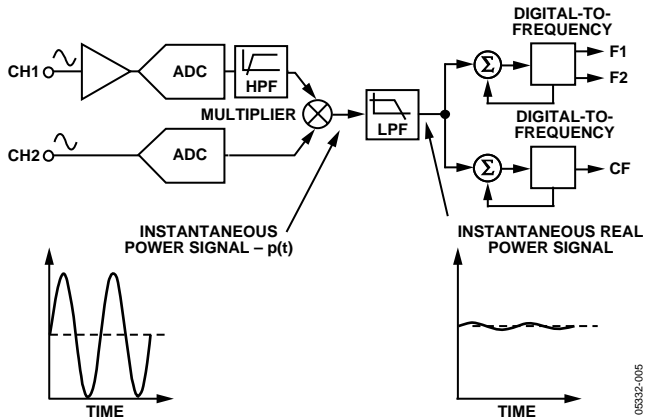 DIGITAL-TO-
FREQUENCY
CH1
ADC
HPF
Σ
F1
F2
MULTIPLIER
LPF
DIGITAL-TO-
FREQUENCY
CH2
ADC
Σ
CF
INSTANTANEOUS
POWER SIGNAL – p(t)
INSTANTANEOUS REAL
POWER SIGNAL
TIME
TIME
05332-005